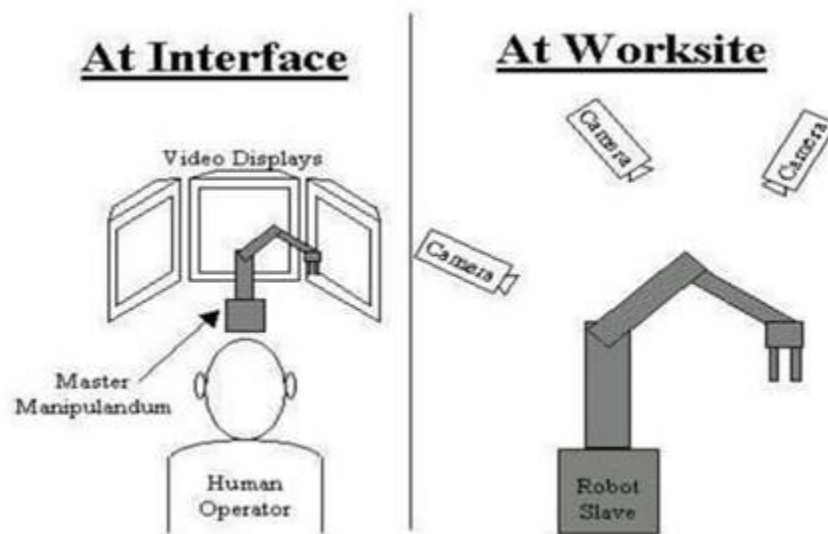 At Interface
Video Displays
Master
Manipulandum
Human
Operator
At Worksite
Camera
Camera
Camera
Robot
Slave